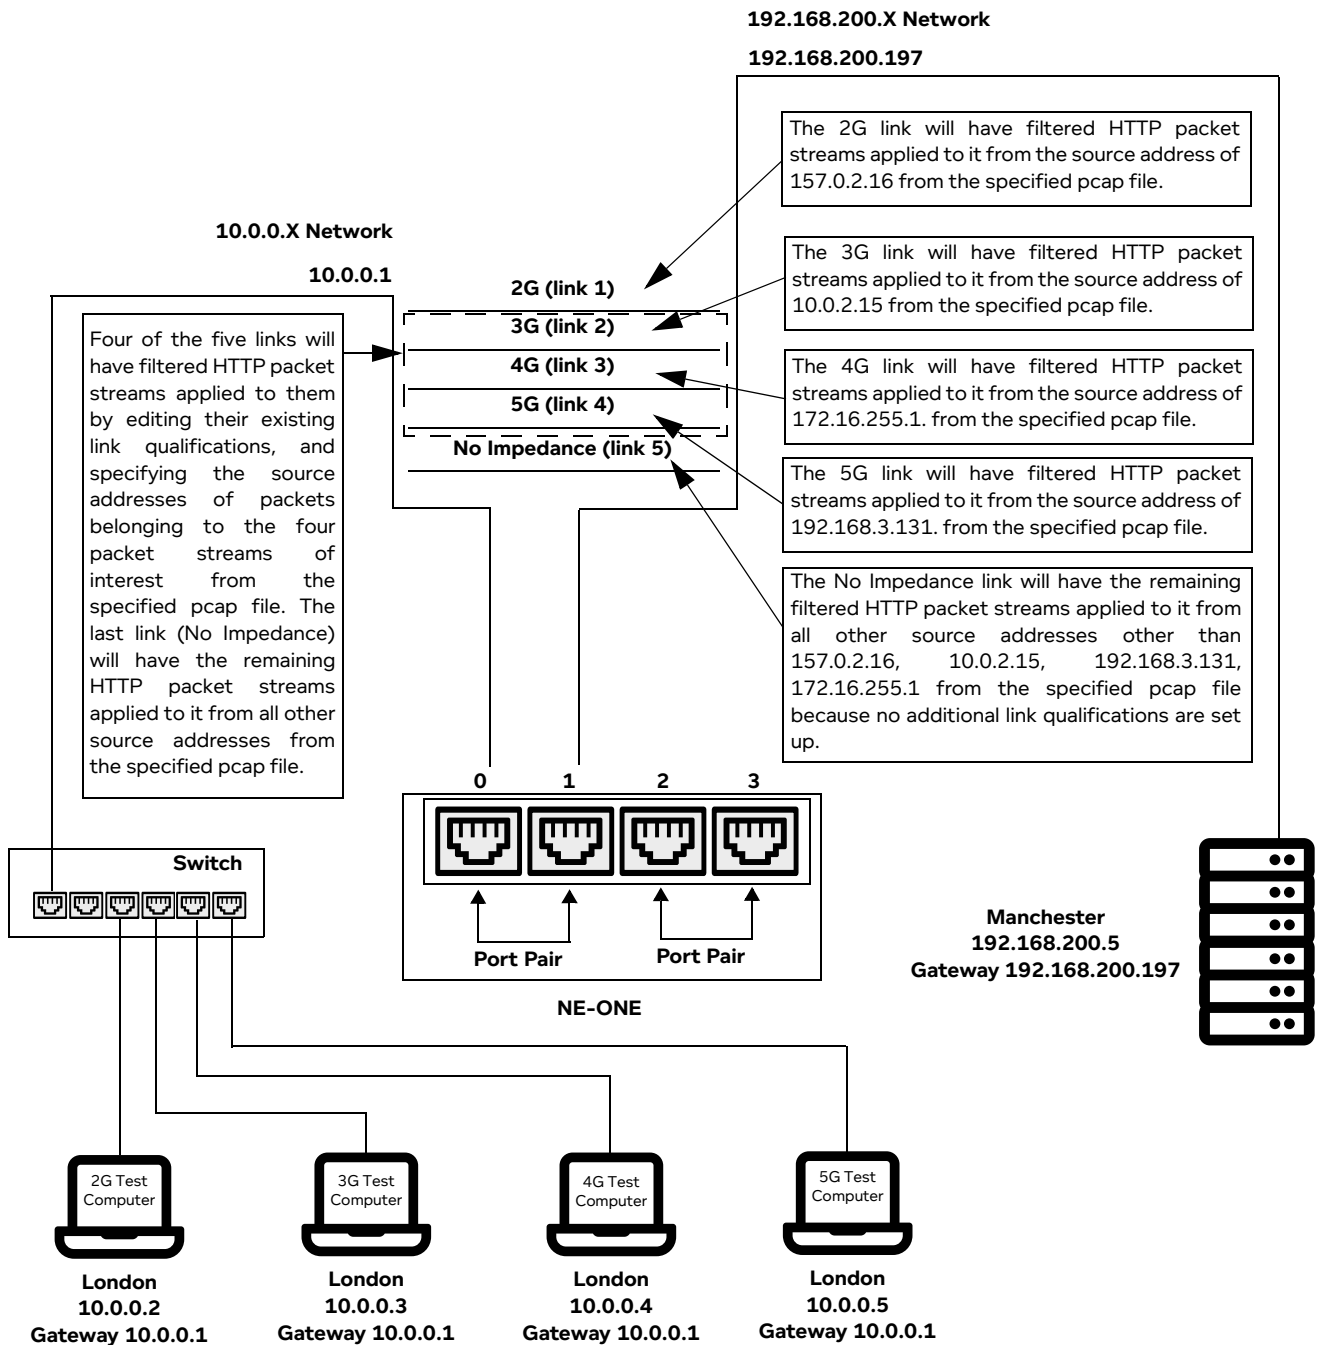 192.168.200.X Network
192.168.200.197
The 2G link will have filtered HTTP packet
streams applied to it from the source address of
157.0.2.16 from the specified pcap file.
10.0.0.X Network
10.0.0.1
2G (link 1)
3G (link 2)
4G (link 3)
5G (link 4)
No Impedance (link 5)
The 3G link will have filtered HTTP packet
streams applied to it from the source address of
10.0.2.15 from the specified pcap file.
Four of the five links will
have filtered HTTP packet
streams applied to them
by editing their existing
link qualifications, and
specifying the source
addresses of packets
belonging to the four
packet streams of
interest from the
specified pcap file. The
last link (No Impedance)
will have the remaining
HTTP packet streams
applied to it from all other
source addresses from
the specified pcap file.
The 4G link will have filtered HTTP packet
streams applied to it from the source address of
172.16.255.1. from the specified pcap file.
The 5G link will have filtered HTTP packet
streams applied to it from the source address of
192.168.3.131. from the specified pcap file.
The No Impedance link will have the remaining
filtered HTTP packet streams applied to it from
all other source addresses other than
157.0.2.16, 10.0.2.15, 192.168.3.131,
172.16.255.1 from the specified pcap file
because no additional link qualifications are set
up.
0 1 2 3
Switch
Port Pair
Port Pair
NE-ONE
Manchester
192.168.200.5
Gateway 192.168.200.197
2G Test
Computer
3G Test
Computer
4G Test
Computer
5G Test
Computer
London
10.0.0.2
Gateway 10.0.0.1
London
10.0.0.3
Gateway 10.0.0.1
London
10.0.0.4
Gateway 10.0.0.1
London
10.0.0.5
Gateway 10.0.0.1